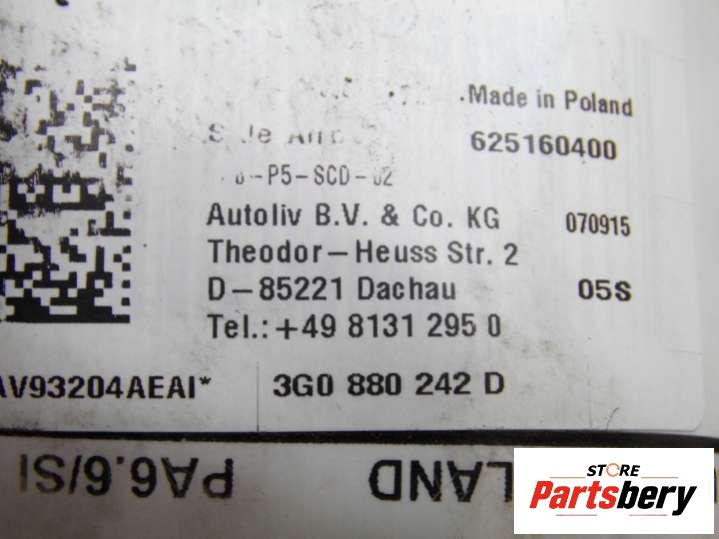 Made in Poland
625160400
P5-SCD-02
Autoliv B.V. & Co. KG 070915
Theodor-Heuss Str. 2
D-85221 Dachau 05S
Tel.: +49 8131 295 0
AV93204AEAI* 3G0 880 242 D
PA6.6/SI
LAND
STORE
Partsbery